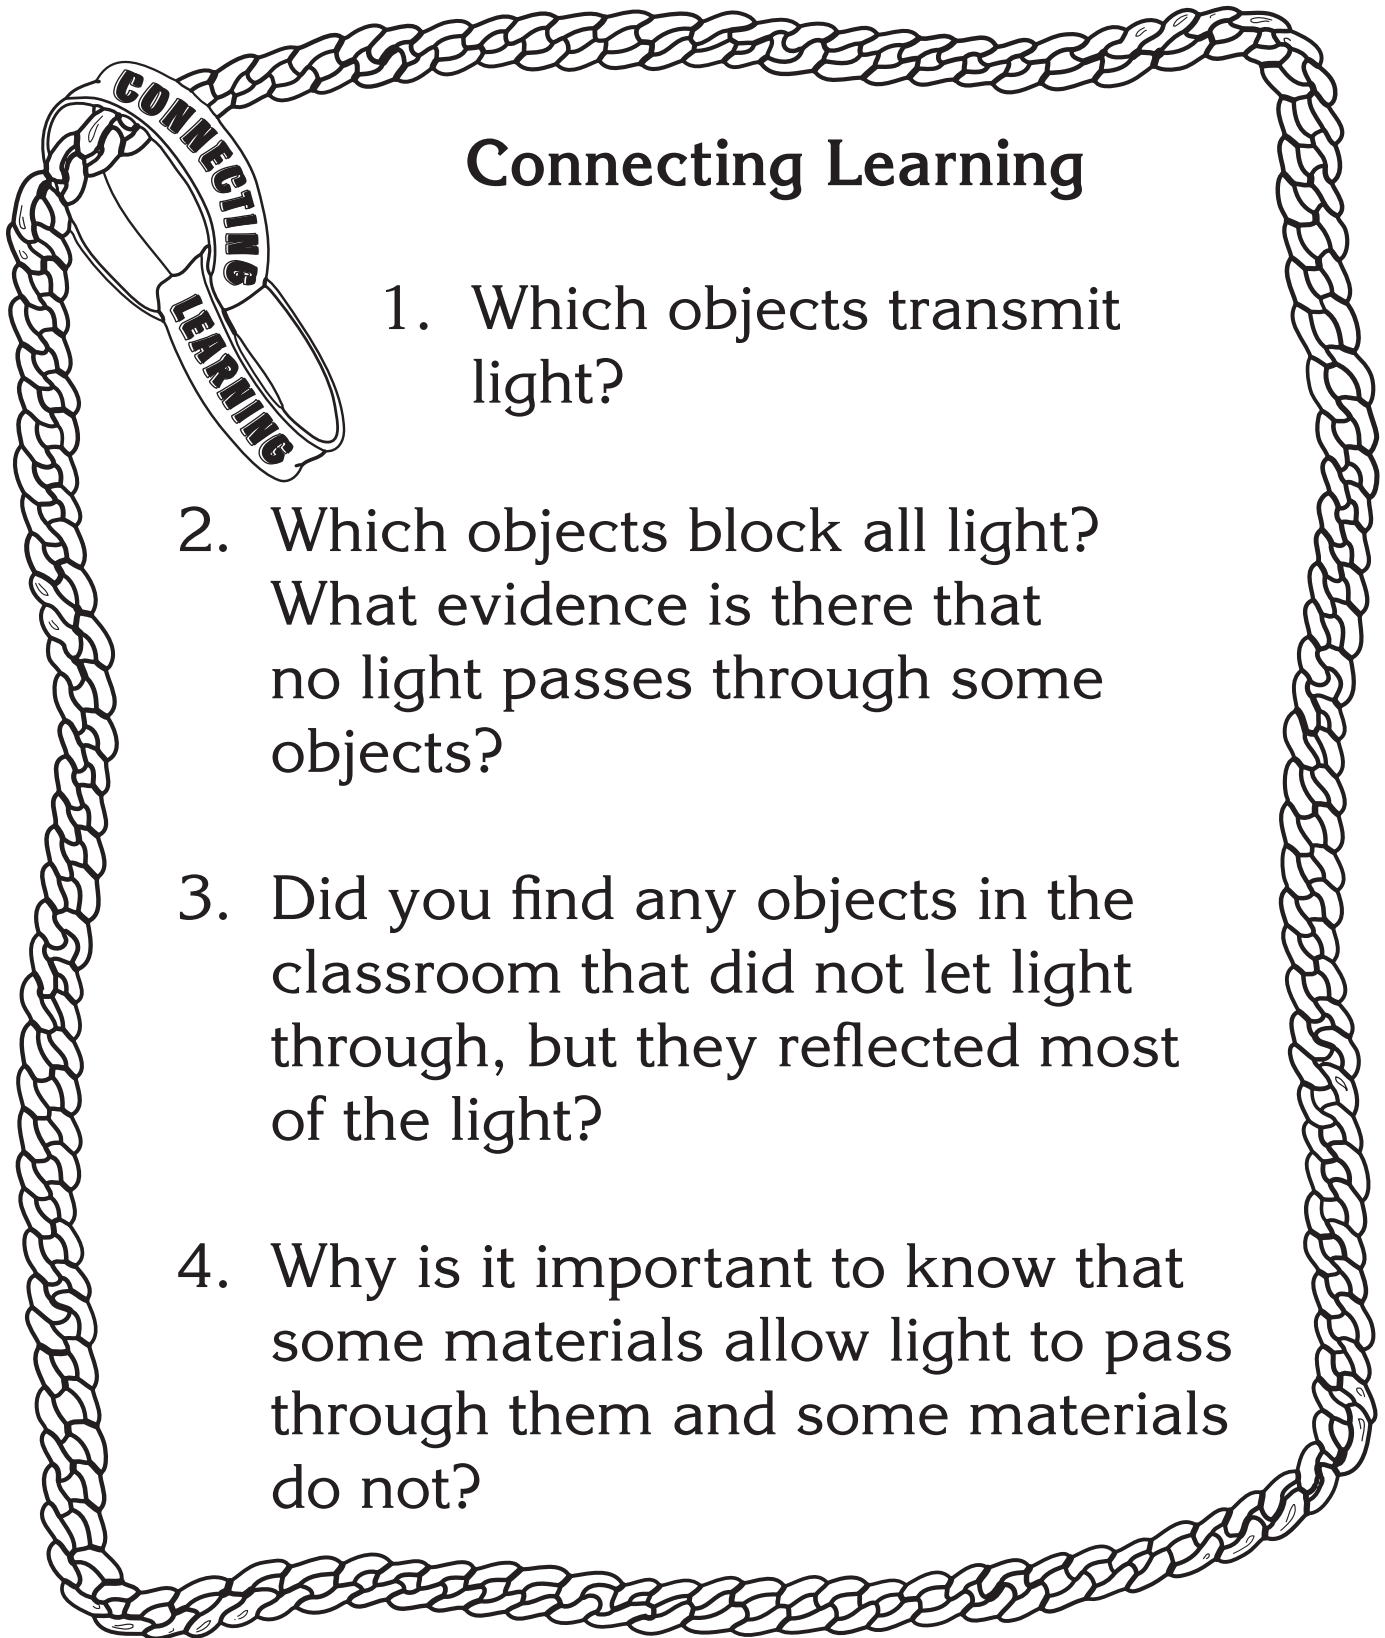 CONNECTING
LEARNING
Connecting Learning
1. Which objects transmit
light?
2. Which objects block all light?
What evidence is there that
no light passes through some
objects?
3. Did you find any objects in the
classroom that did not let light
through, but they reflected most
of the light?
4. Why is it important to know that
some materials allow light to pass
through them and some materials
do not?